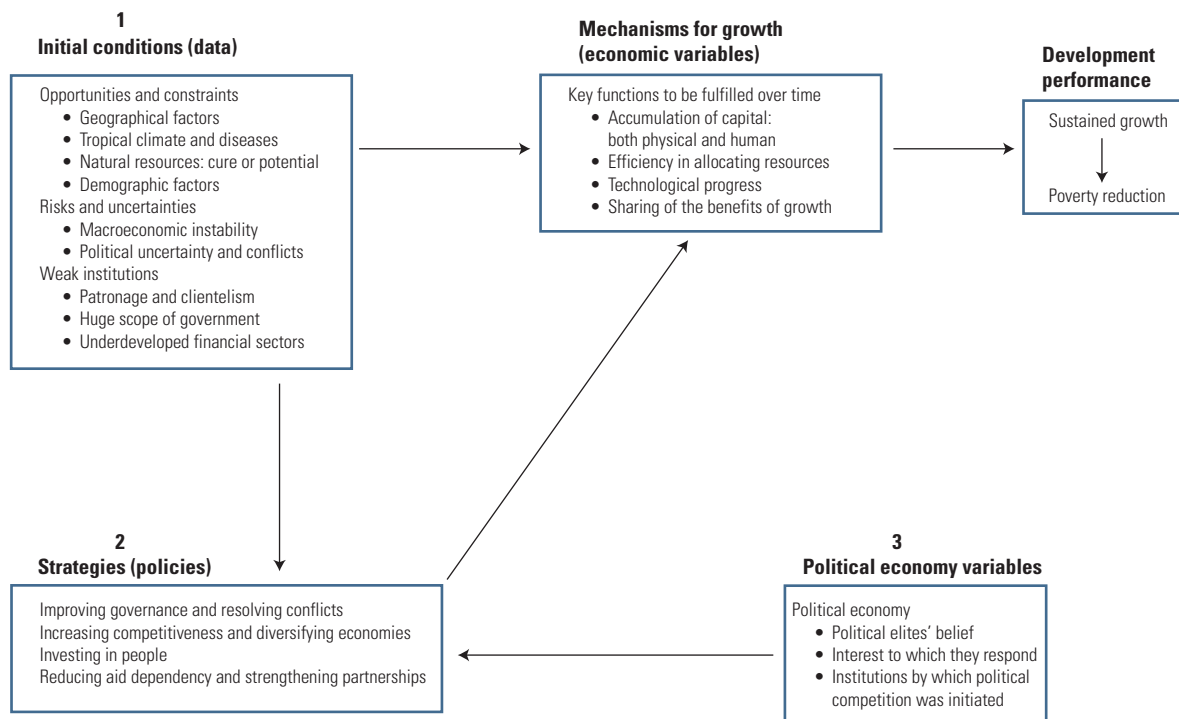 1
Initial conditions (data)
Opportunities and constraints
• Geographical factors
• Tropical climate and diseases
• Natural resources: cure or potential
• Demographic factors
Risks and uncertainties
• Macroeconomic instability
• Political uncertainty and conflicts
Weak institutions
• Patronage and clientelism
• Huge scope of government
• Underdeveloped financial sectors
Mechanisms for growth
(economic variables)
Key functions to be fulfilled over time
• Accumulation of capital:
both physical and human
• Efficiency in allocating resources
• Technological progress
• Sharing of the benefits of growth
Development
performance
Sustained growth
Poverty reduction
2
Strategies (policies)
Improving governance and resolving conflicts
Increasing competitiveness and diversifying economies
Investing in people
Reducing aid dependency and strengthening partnerships
3
Political economy variables
Political economy
• Political elites’ belief
• Interest to which they respond
• Institutions by which political
competition was initiated